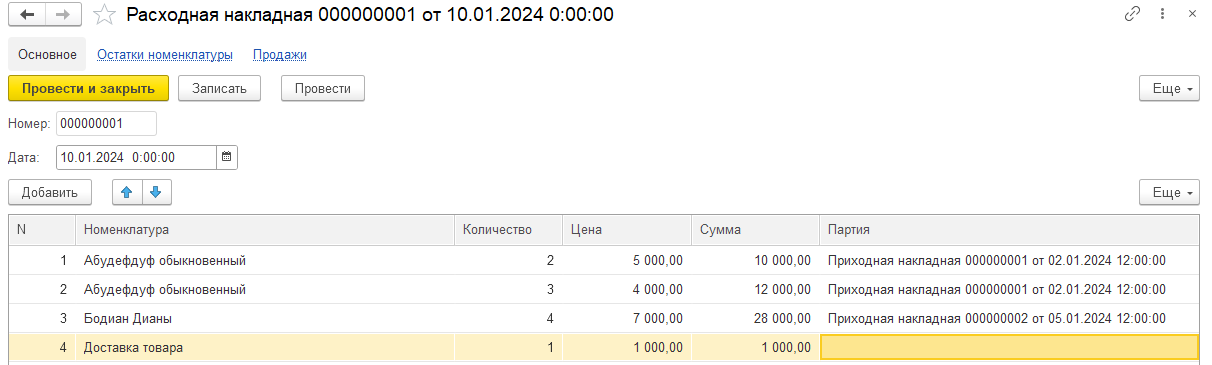 Расходная накладная 000000001 от 10.01.2024 0:00:00
Основное Остатки номенклатуры Продажи
Провести и закрыть Записать Провести Еще
Номер: 000000001
Дата: 10.01.2024 0:00:00
Добавить Еще
N Номенклатура Количество Цена Сумма Партия
1 Абудефдуф обыкновенный 2 5 000,00 10 000,00 Приходная накладная 000000001 от 02.01.2024 12:00:00
2 Абудефдуф обыкновенный 3 4 000,00 12 000,00 Приходная накладная 000000001 от 02.01.2024 12:00:00
3 Бодиан Дианы 4 7 000,00 28 000,00 Приходная накладная 000000002 от 05.01.2024 12:00:00
4 Доставка товара 1 1 000,00 1 000,00